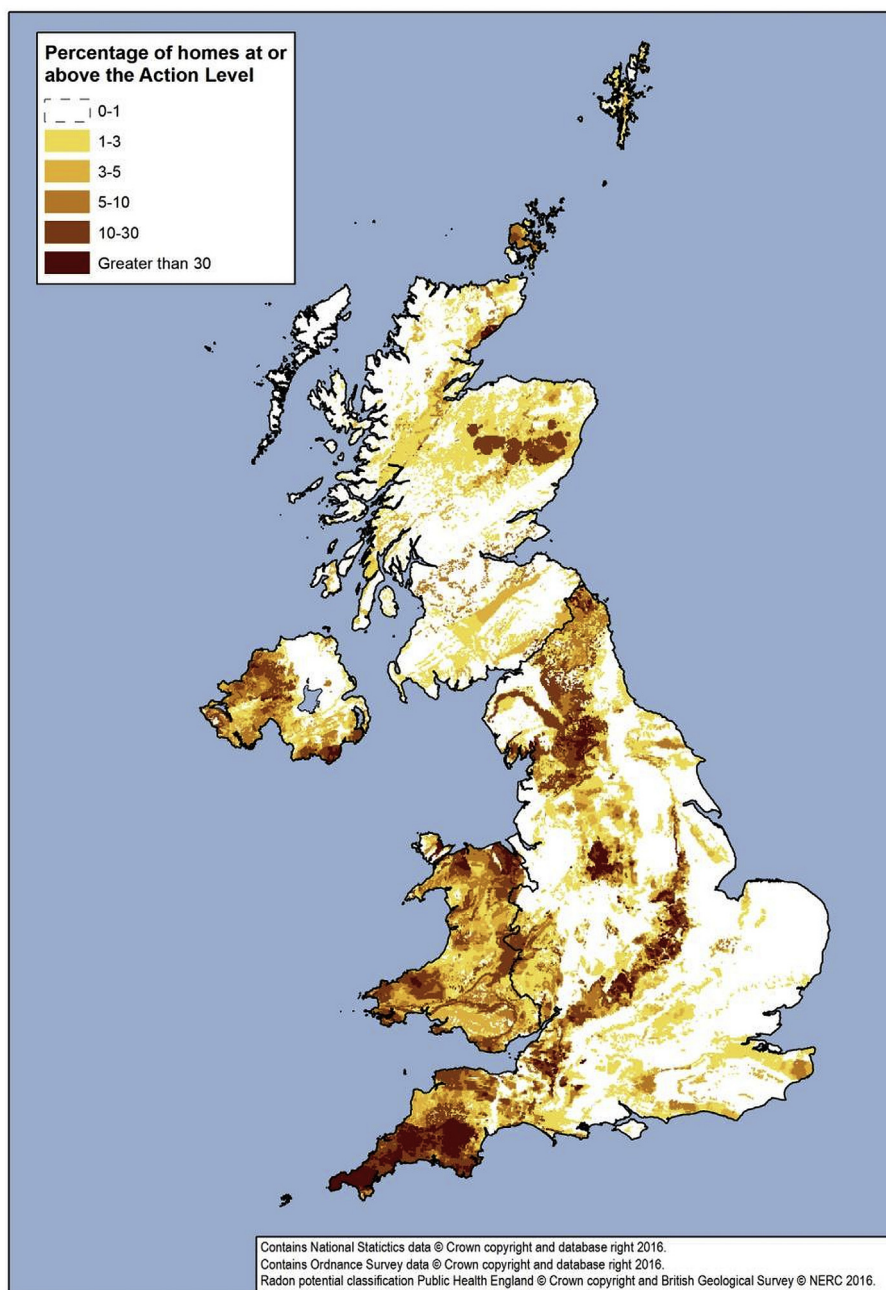 Percentage of homes at or
above the Action Level
0-1
1-3
3-5
5-10
10-30
Greater than 30
Contains National Statictics data © Crown copyright and database right 2016.
Contains Ordnance Survey data © Crown copyright and database right 2016.
Radon potential classification Public Health England © Crown copyright and British Geological Survey © NERC 2016.